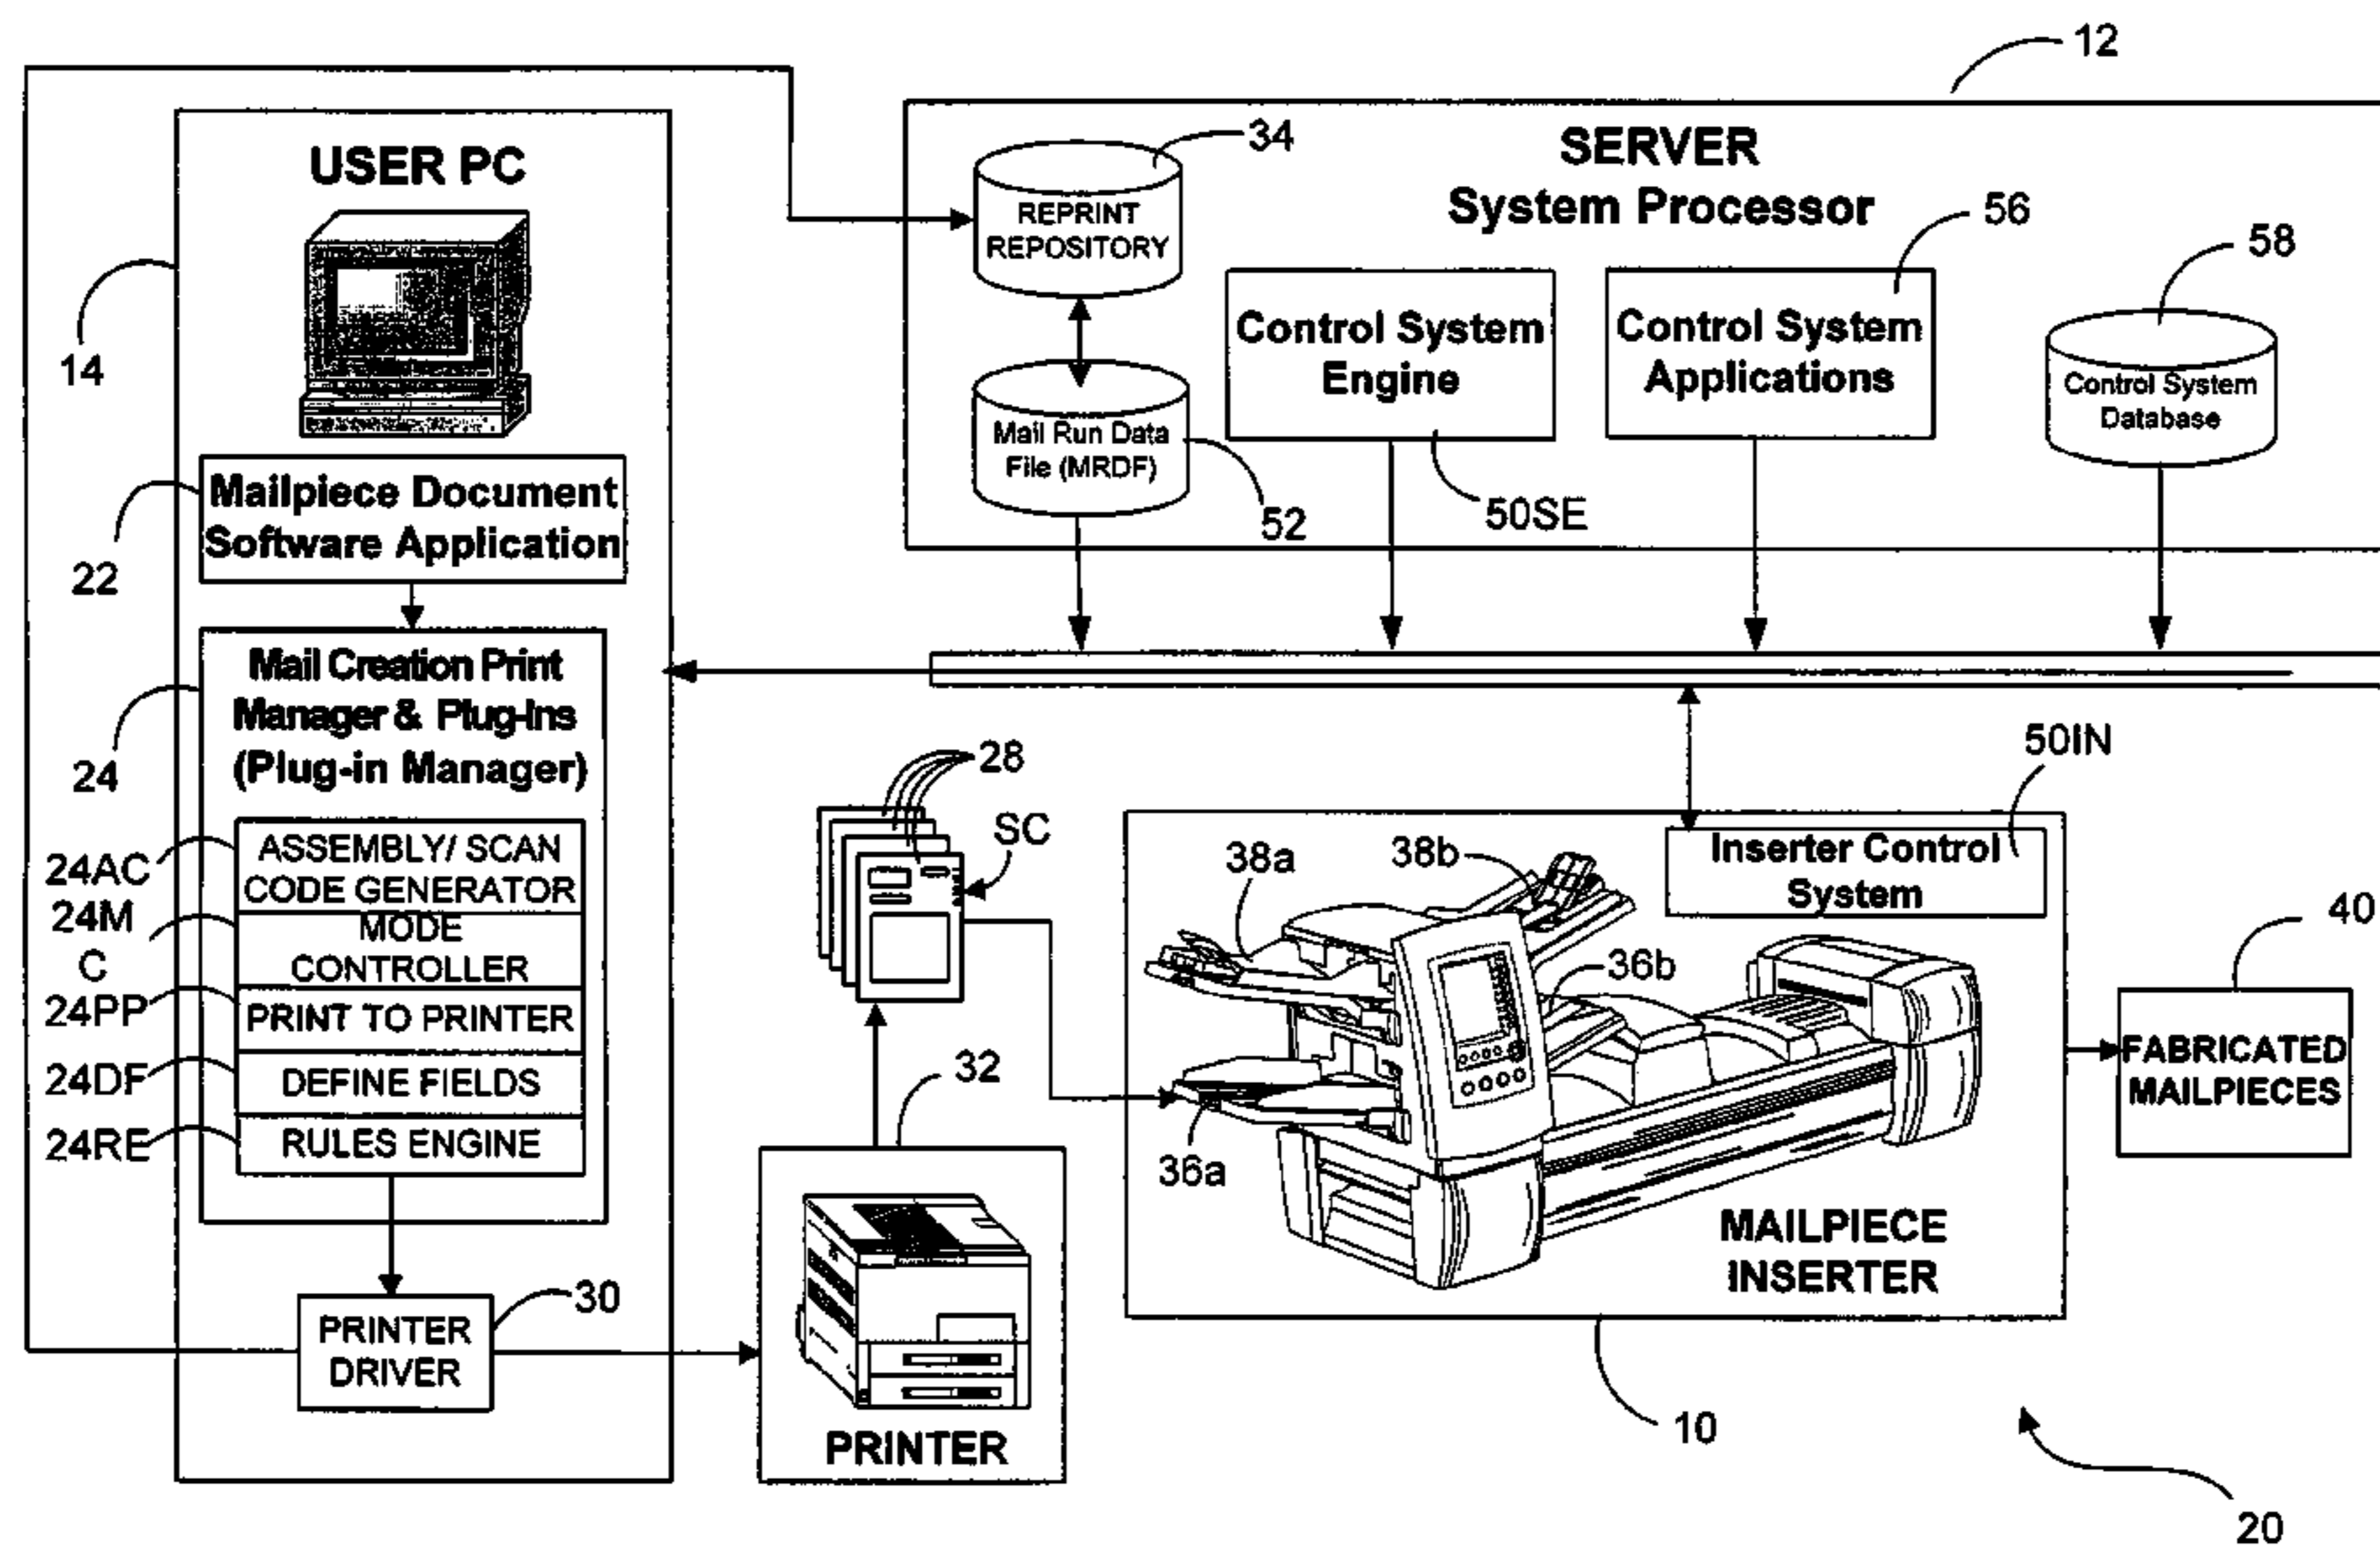 12
USER PC
14
Mailpiece Document
Software Application
22
Mail Creation Print
Manager & Plug-Ins
(Plug-in Manager)
24
ASSEMBLY/ SCAN
CODE GENERATOR
24AC
MODE
CONTROLLER
24M
C
PRINT TO PRINTER
24PP
DEFINE FIELDS
24DF
RULES ENGINE
24RE
PRINTER
DRIVER
30
SERVER
System Processor
34
REPRINT
REPOSITORY
Mail Run Data
File (MRDF)
52
Control System
Engine
50SE
Control System
Applications
56
58
Control System
Database
28
SC
32
PRINTER
50IN
Inserter Control
System
38a
38b
36b
36a
MAILPIECE
INSERTER
10
40
FABRICATED
MAILPIECES
20